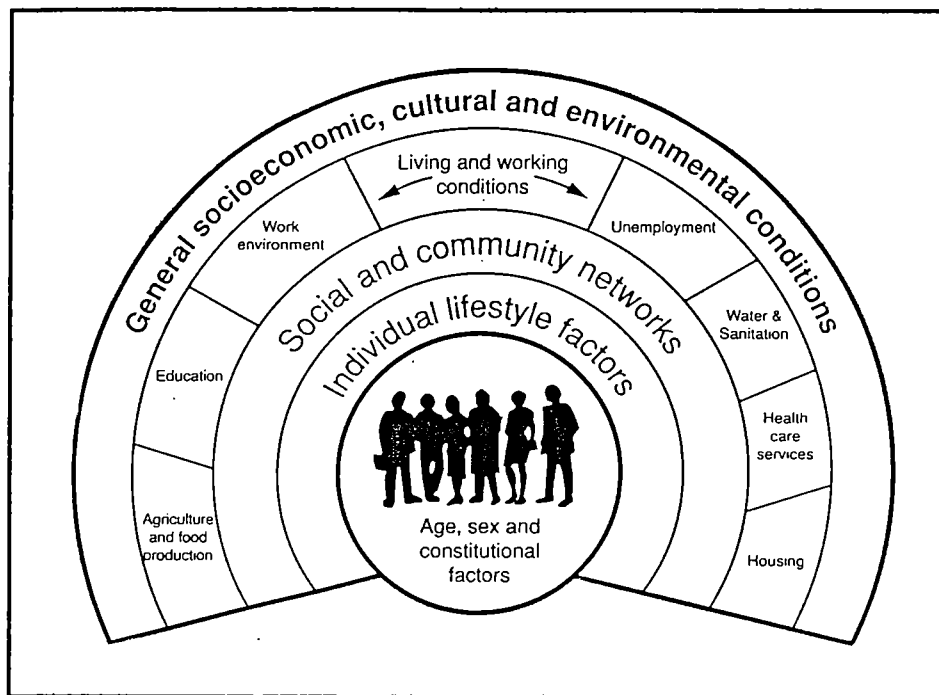 General socioeconomic, cultural and environmental conditions
Living and working
conditions
Work
environment
Unemployment
Education
Water &
Sanitation
Agriculture
and food
production
Health
care
services
Housing
Social and community networks
Individual lifestyle factors
Age, sex and
constitutional
factors